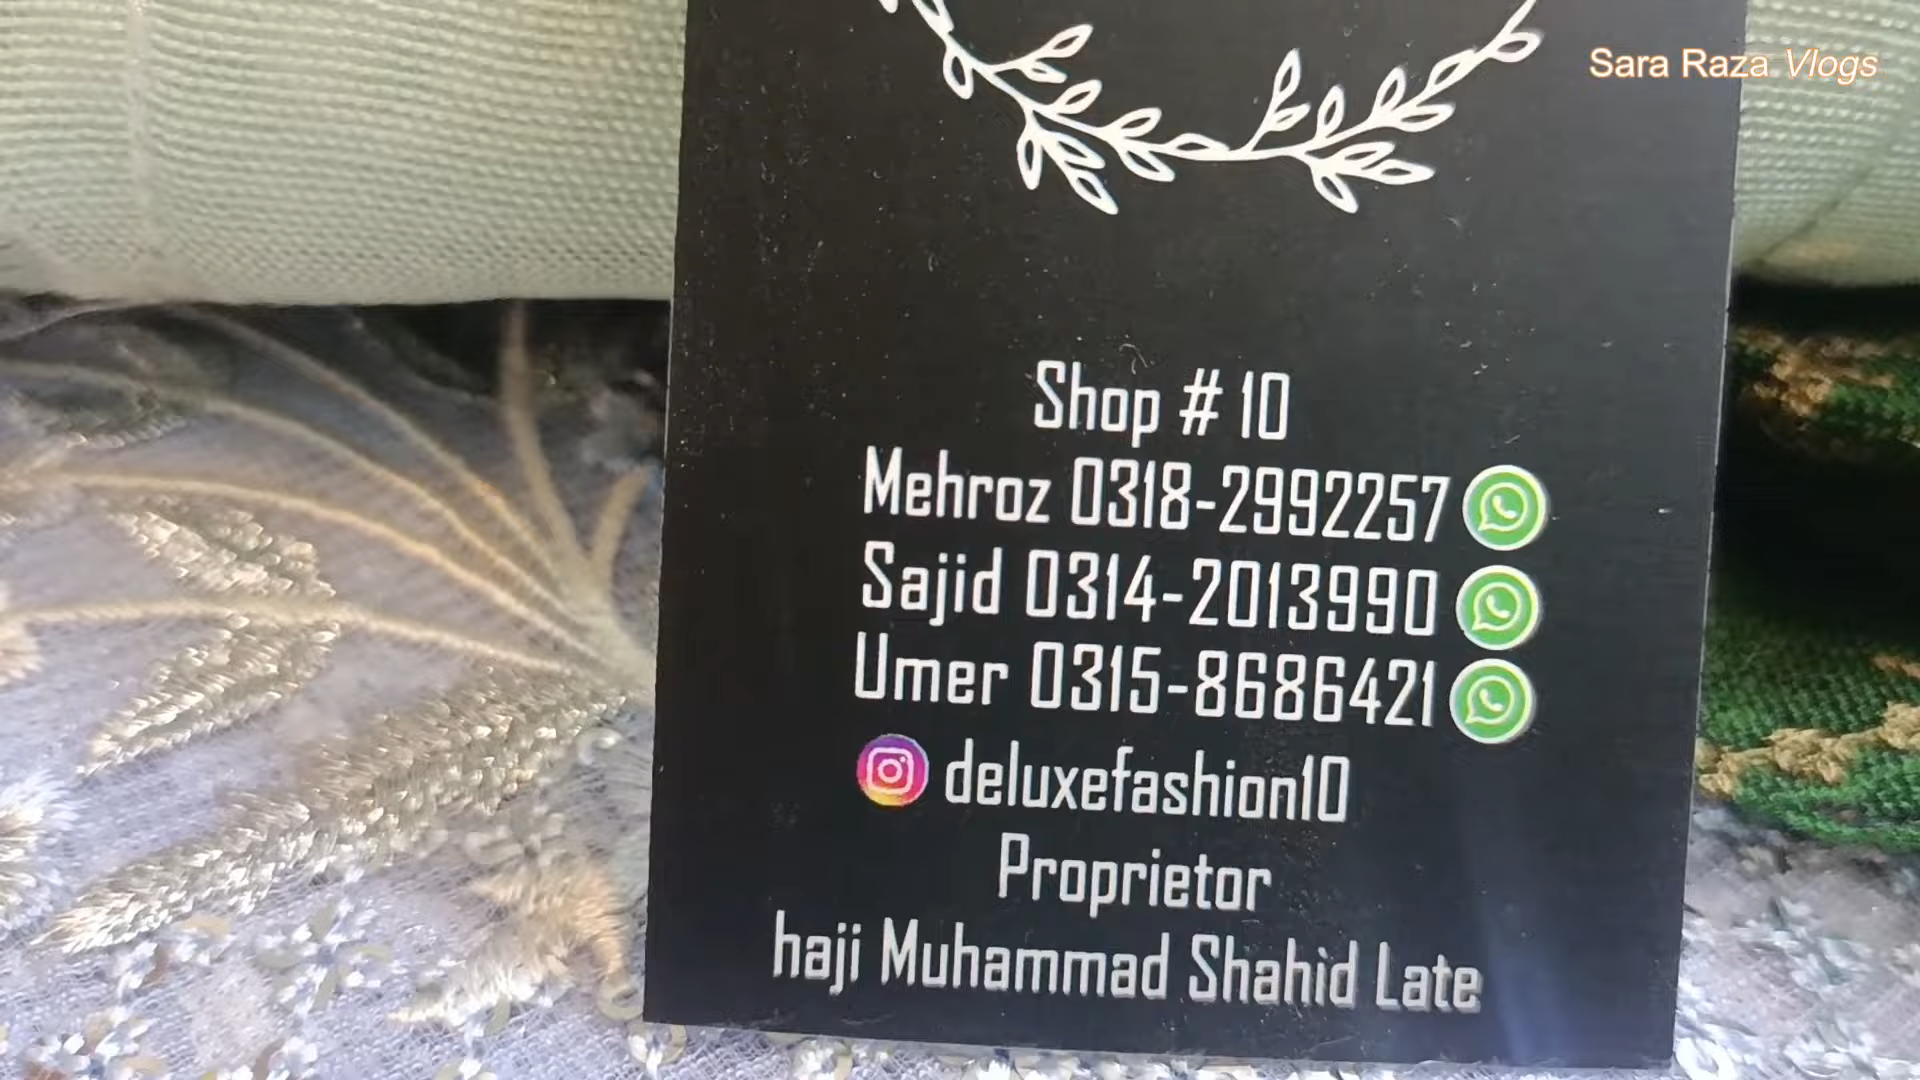 Sara Raza Vlogs
Shop # 10
Mehroz 0318-2992257
Sajid 0314-2013990
Umer 0315-8686421
deluxefashion10
Proprietor
haji Muhammad Shahid Late